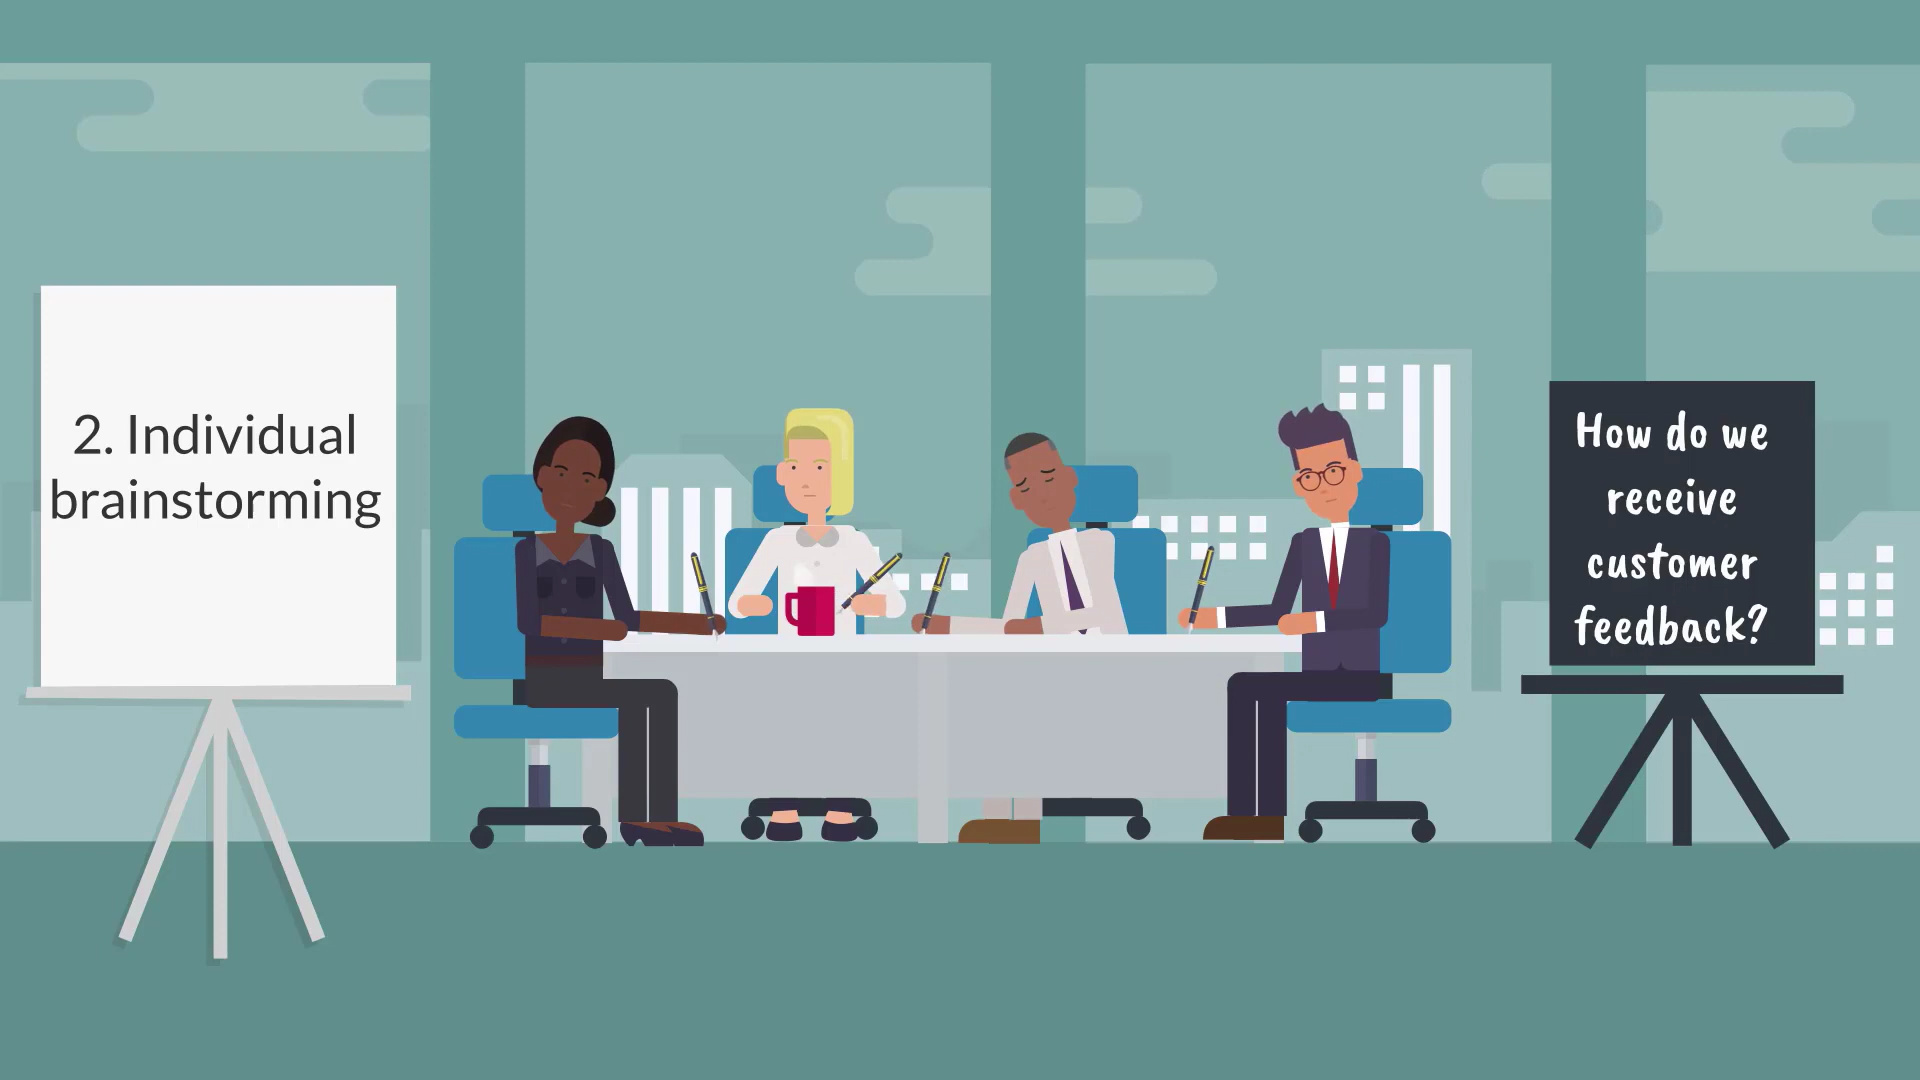 2. Individual
brainstorming
How do we
receive
customer
feedback?